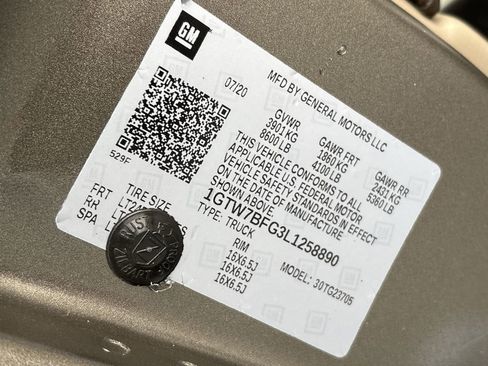 GM
MFD BY GENERAL MOTORS LLC
07/20
GVWR
3901 KG
8600 LB
GAWR FRT
1860 KG
4100 LB
GAWR RR
2431 KG
5360 LB
THIS VEHICLE CONFORMS TO ALL
APPLICABLE U.S. FEDERAL MOTOR
VEHICLE SAFETY STANDARDS IN EFFECT
ON THE DATE OF MANUFACTURE
SHOWN ABOVE.
1GTW7BFG3L1258890
TYPE: TRUCK
MODEL: 30TG23705
529F
TIRE SIZE
RIM
FRT
16X6.5J
RR
16X6.5J
SPA
16X6.5J